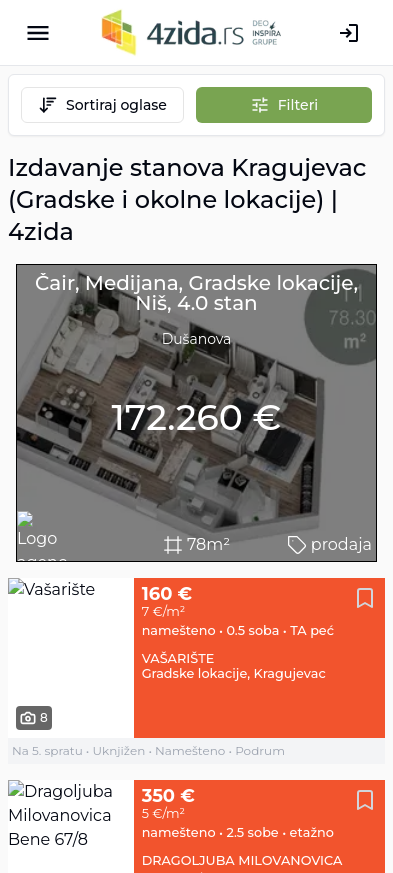 4zida.rs
DEO
INSPIRA
GRUPE
Sortiraj oglase
Filteri
Izdavanje stanova Kragujevac
(Gradske i okolne lokacije) |
4zida
Čair, Medijana, Gradske lokacije,
Niš, 4.0 stan
78.30
m²
Dušanova
172.260 €
Logo
78m²
prodaja
Vašarište
8
160 €
7 €/m²
namešteno • 0.5 soba • TA peć
VAŠARIŠTE
Gradske lokacije, Kragujevac
Na 5. spratu • Uknjižen • Namešteno • Podrum
Dragoljuba
Milovanovica
Bene 67/8
350 €
5 €/m²
namešteno • 2.5 sobe • etažno
DRAGOLJUBA MILOVANOVICA